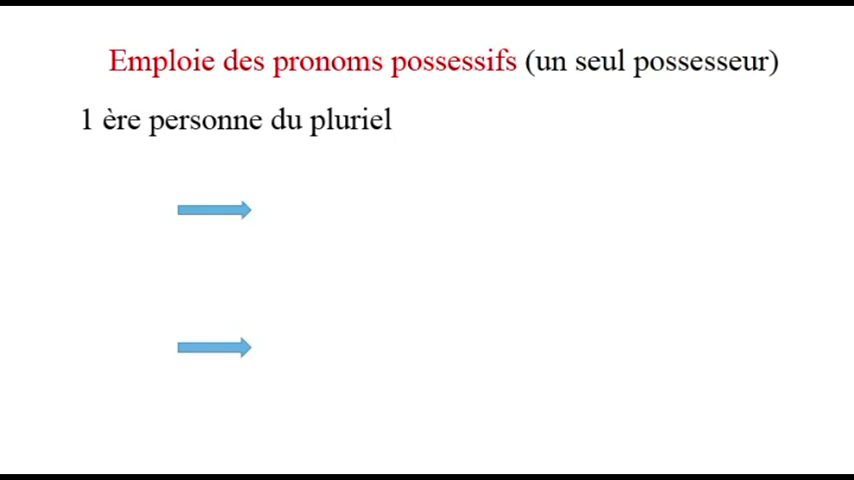 Emploie des pronoms possessifs (un seul possesseur)
1 ère personne du pluriel